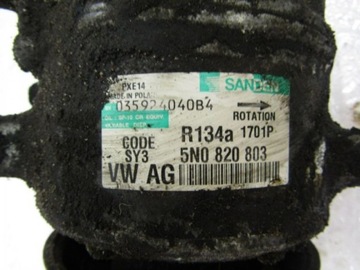 PXE14
MADE IN POLAND
SANDEN
03592404084
ROTATION
R134a 1701P
CODE
SY3
5N0 820 803
VW AG